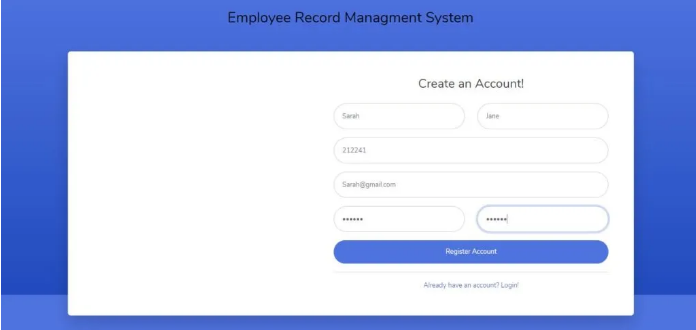 Employee Record Managment System
Create an Account!
Sarah Jane
212241
Sarah@gmail.com
•••••• ••••••
Register Account
Already have an account? Login!